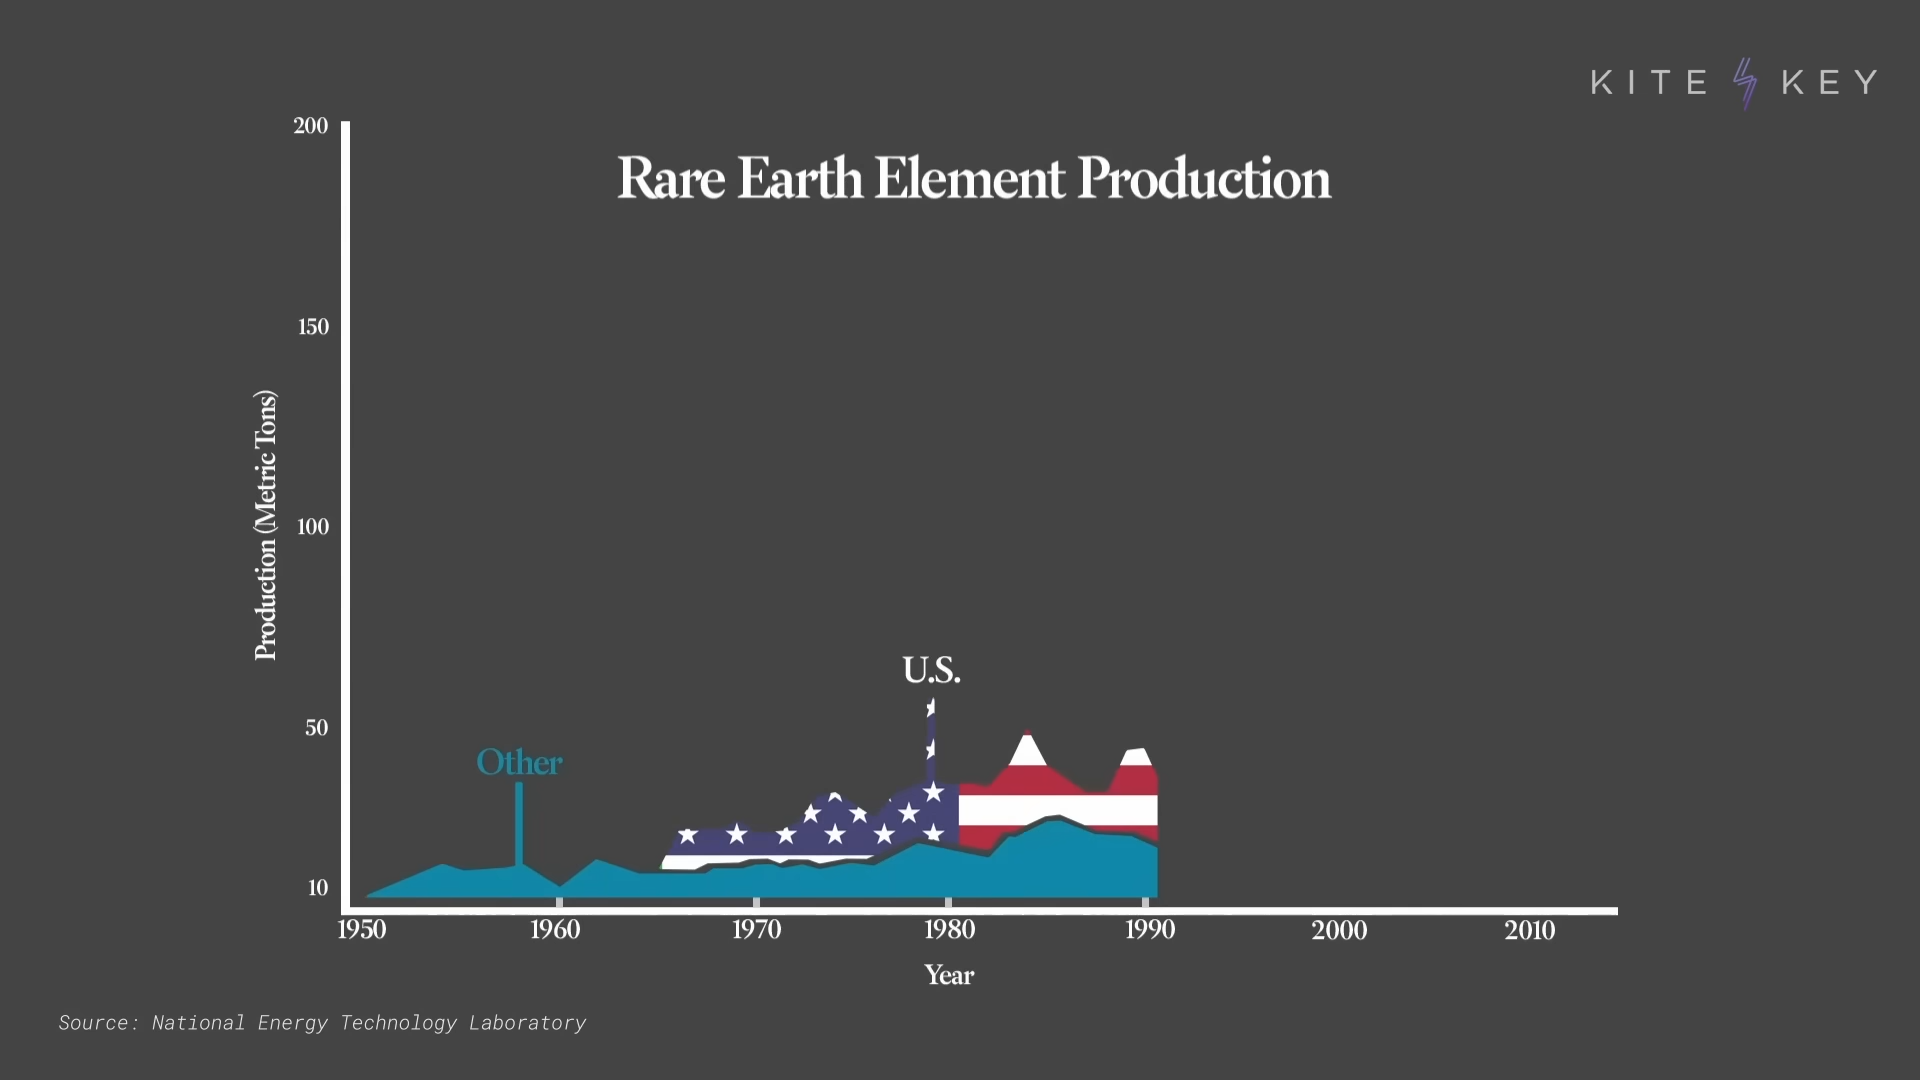 KITE KEY
Rare Earth Element Production
200
150
100
50
10
Production (Metric Tons)
U.S.
Other
1950 1960 1970 1980 1990 2000 2010
Year
Source: National Energy Technology Laboratory